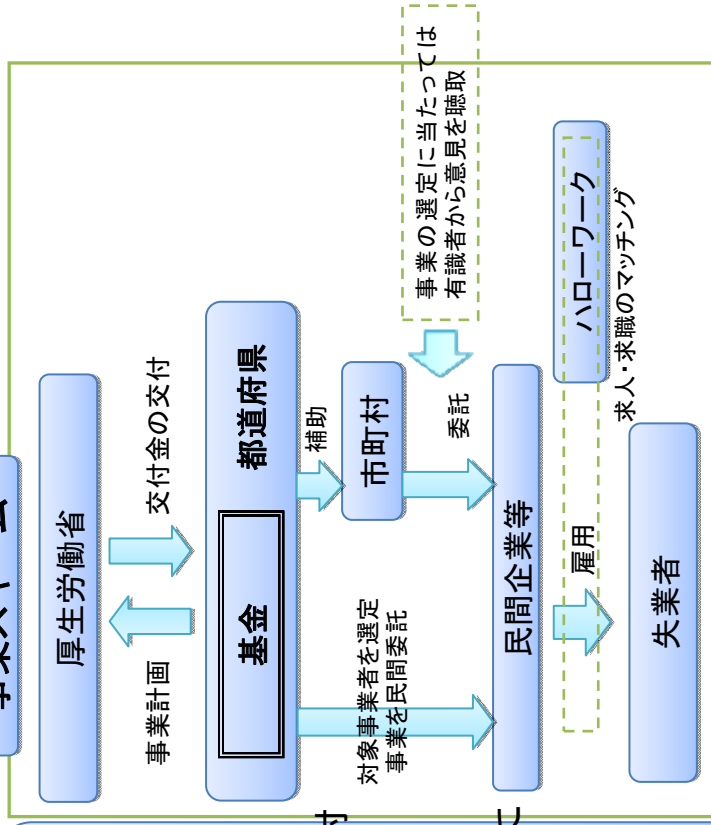 厚生労働省
事業計画
交付金の交付
基金
都道府県
補助
市町村
対象事業者を選定
事業を民間委託
委託
事業の選定に当たっては
有識者から意見を聴取
民間企業等
雇用
ハローワーク
求人・求職のマッチング
失業者